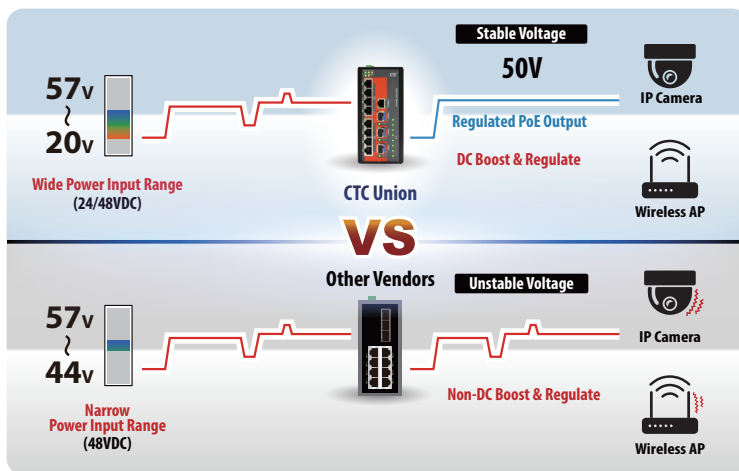 Stable Voltage
57V
~
20V
50V
IP Camera
Regulated PoE Output
DC Boost & Regulate
Wide Power Input Range
(24/48VDC)
CTC Union
Wireless AP
VS
Other Vendors
Unstable Voltage
57V
~
44V
IP Camera
Non-DC Boost & Regulate
Narrow
Power Input Range
(48VDC)
Wireless AP